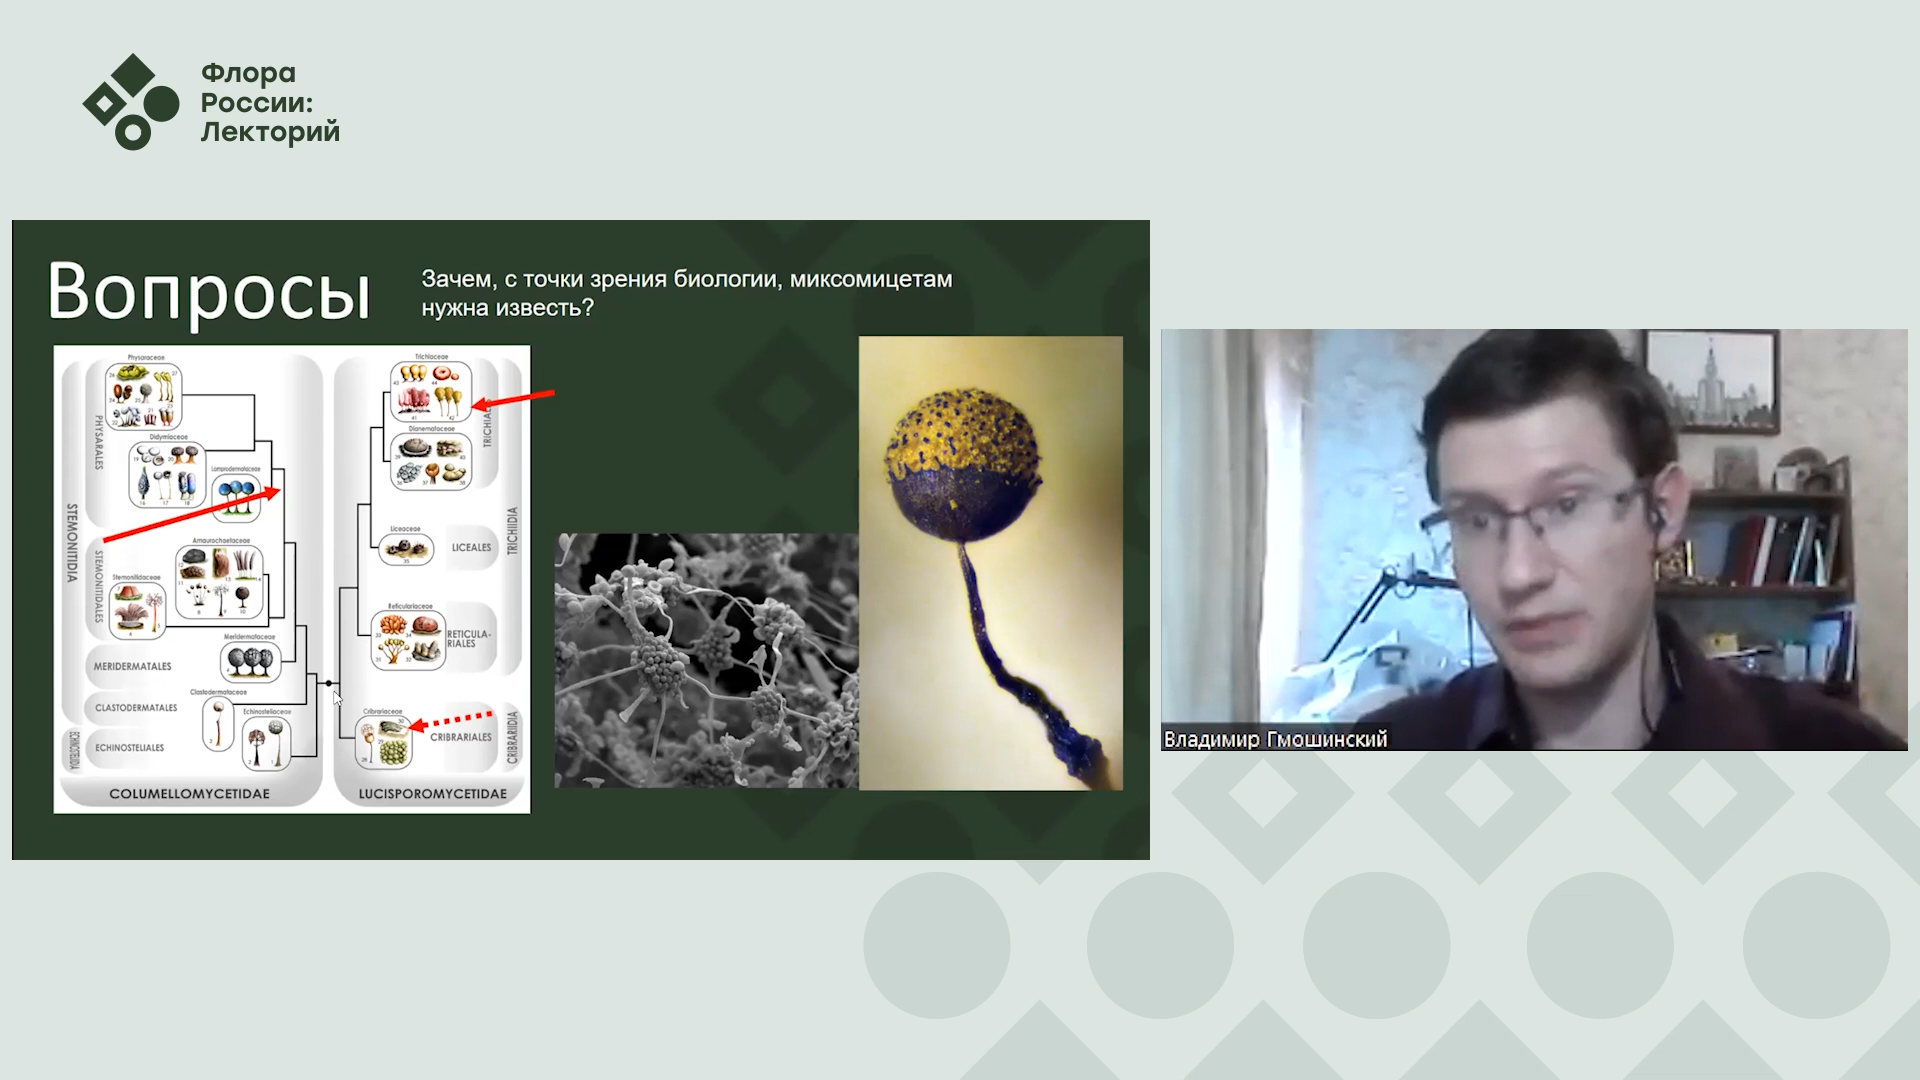 Флора
России:
Лекторий
Вопросы
Зачем, с точки зрения биологии, миксомицетам
нужна известь?
Physaraceae
Didymiaceae
Lamprodermataceae
Amaurochaetaceae
Stemonitidaceae
Meridermataceae
Clastodermataceae
Echinosteliaceae
PHYSARALES
STEMONITIDIA
STEMONITIDALES
MERIDERMATALES
CLASTODERMATALES
ECHINOSTELIALES
COLUMELLOMYCETIDAE
Trichiaceae
Dianemataceae
Liceaceae
Reticulariaceae
Cribrariaceae
TRICHIIDIA
LICEALES
RETICULA-
RIALES
CRIBRARIALES
CRIBRARIIDIA
LUCISPOROMYCETIDAE
Владимир Гмошинский